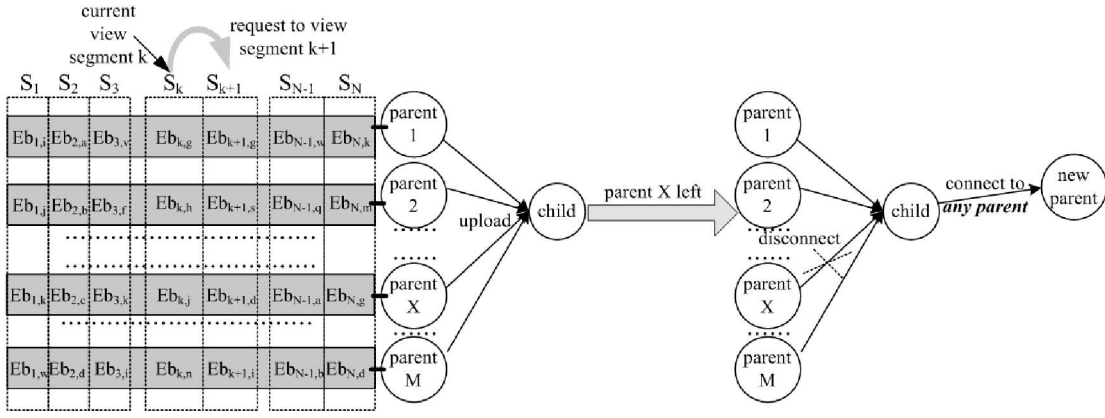 current
view
segment k
request to view
segment k+1
S1 S2 S3 Sk Sk+1 SN-1 SN
Eb1,i Eb2,a Eb3,v Ebk,g Ebk+1,g EbN-1,w EbN,k
parent
1
Eb1,j Eb2,b Eb3,f Ebk,h Ebk+1,s EbN-1,q EbN,m
parent
2
upload
child
Eb1,k Eb2,c Eb3,k Ebk,j Ebk+1,d EbN-1,a EbN,g
parent
X
Eb1,w Eb2,d Eb3,i Ebk,n Ebk+1,i EbN-1,b EbN,d
parent
M
parent X left
parent
1
parent
2
disconnect
parent
X
parent
M
child
connect to
any parent
new
parent